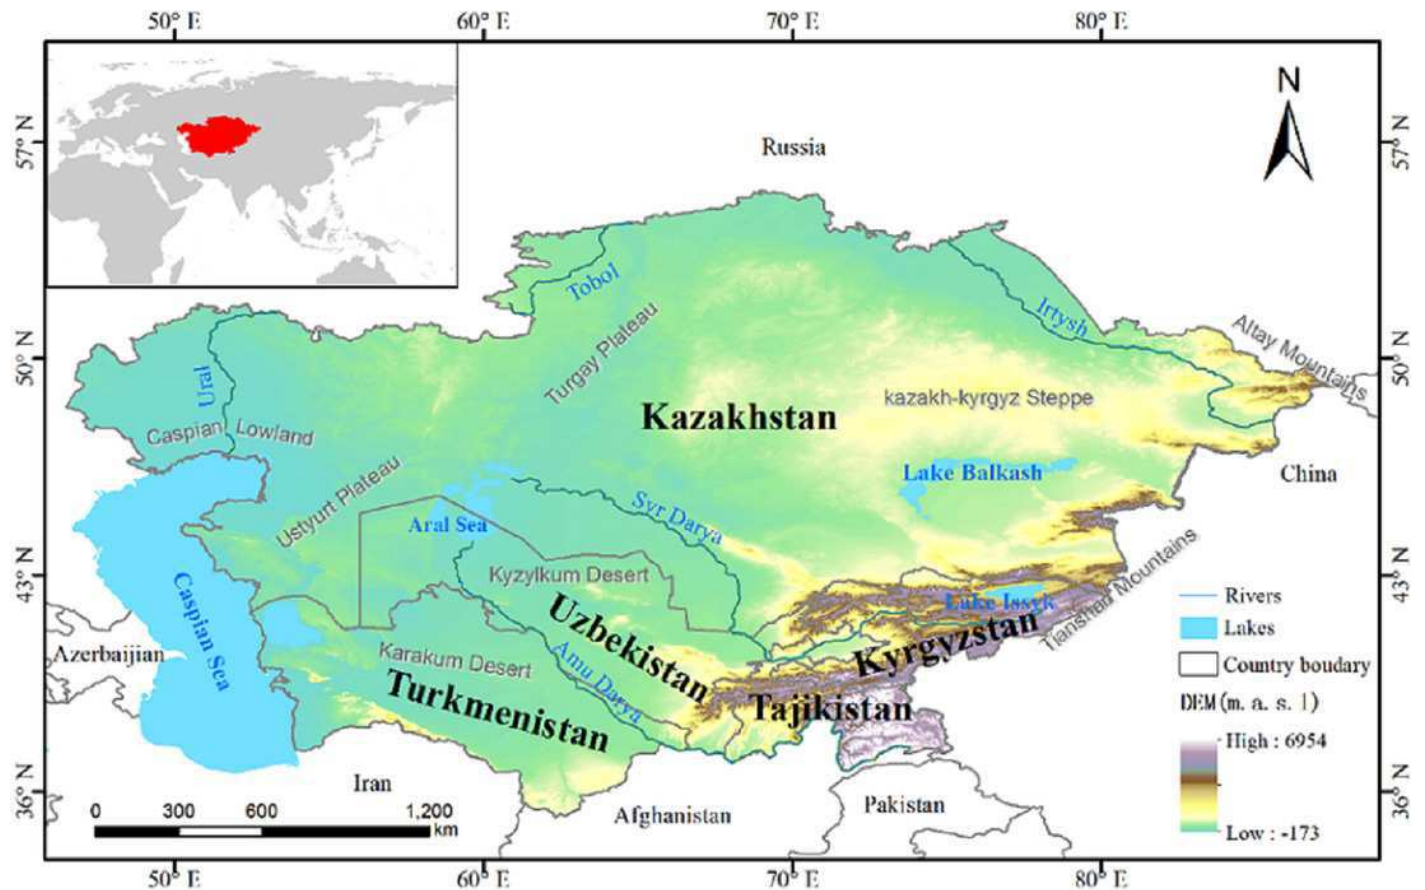 50° E 60° E 70° E 80° E
57° N
57° N
N
Russia
Tobol
Irtysh
Altay Mountains
Turgay Plateau
50° N
50° N
Ural
kazakh-kyrgyz Steppe
Kazakhstan
Caspian Lowland
China
Lake Balkash
Ustyurt Plateau
Aral Sea
Syr Darya
43° N
43° N
Kyzylkum Desert
Tianshan Mountains
Lake Issyk
Caspian Sea
Uzbekistan
Kyrgyzstan
Azerbaijian
Karakum Desert
Amu Darya
Turkmenistan
Tajikistan
Rivers
Lakes
Country boudary
DEM(m. a. s. l)
High : 6954
Low : -173
36° N
36° N
Iran
Afghanistan
Pakistan
0 300 600 1,200
km
50° E 60° E 70° E 80° E